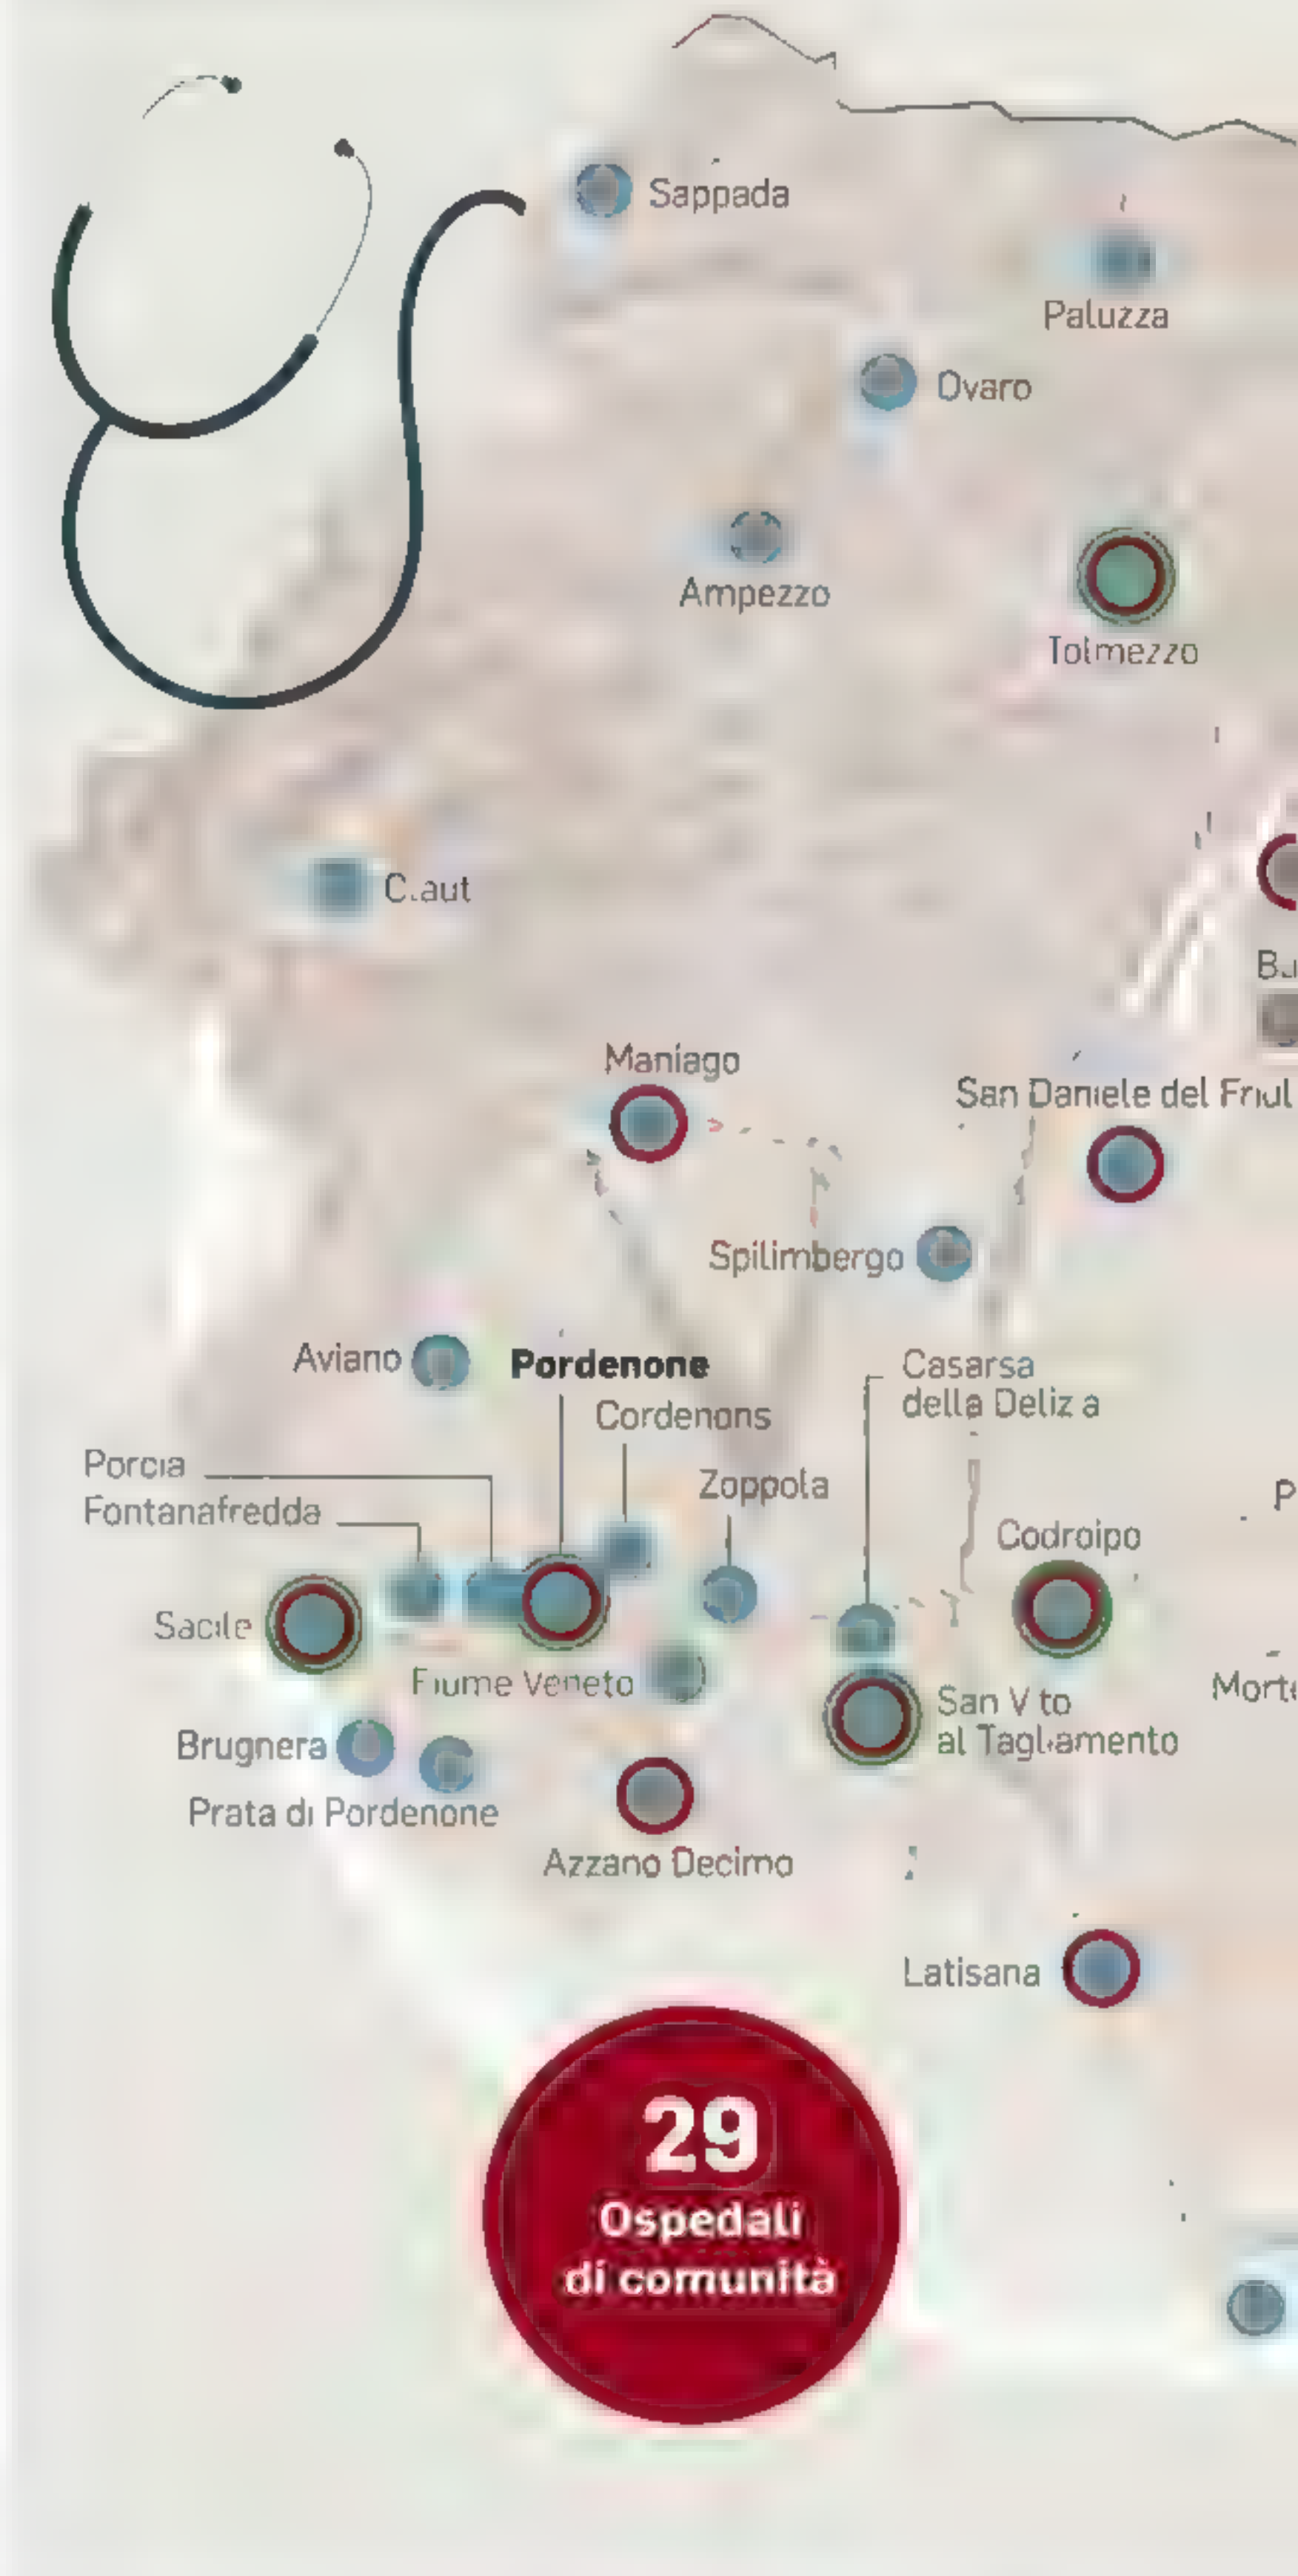 Sappada
Paluzza
Ovaro
Ampezzo
Tolmezzo
Claut
Maniago
San Daniele del Friul
Spilimbergo
Aviano
Pordenone
Casarsa
della Delizia
Cordenons
Porcia
Zoppola
Fontanafredda
Codroipo
Sacile
Fiume Veneto
San Vito
al Tagliamento
Brugnera
Prata di Pordenone
Azzano Decimo
Latisana
29
Ospedali
di comunità